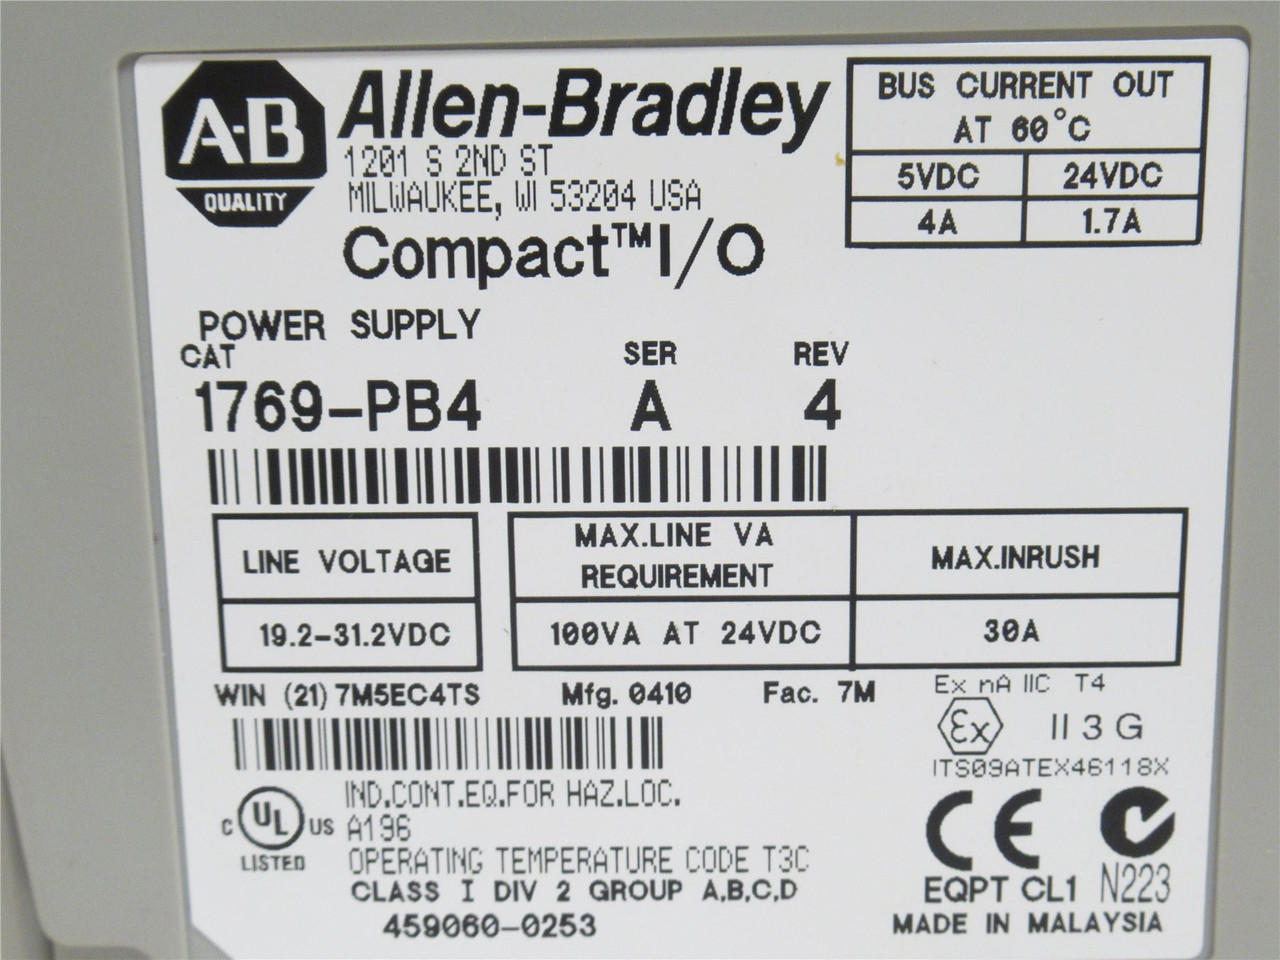 A-B
QUALITY
Allen-Bradley
1201 S 2ND ST
MILWAUKEE, WI 53204 USA
Compact™I/O
BUS CURRENT OUT
AT 60°C
5VDC 24VDC
4A 1.7A
POWER SUPPLY
CAT SER REV
1769-PB4 A 4
LINE VOLTAGE
19.2-31.2VDC
MAX.LINE VA
REQUIREMENT
100VA AT 24VDC
MAX.INRUSH
30A
WIN (21) 7M5EC4TS Mfg. 0410 Fac. 7M
Ex nA IIC T4
Ex II 3 G
ITS09ATEX46118X
C UL US
LISTED
IND.CONT.EQ.FOR HAZ.LOC.
A196
OPERATING TEMPERATURE CODE T3C
CLASS I DIV 2 GROUP A,B,C,D
459060-0253
CE
EQPT CL1 N223
MADE IN MALAYSIA